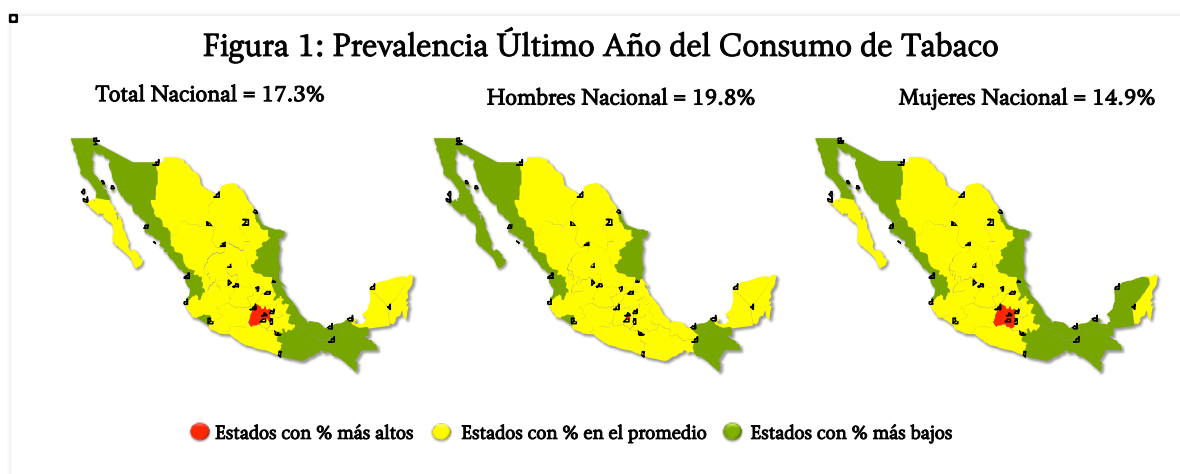 Figura 1: Prevalencia Último Año del Consumo de Tabaco
Total Nacional = 17.3%
Hombres Nacional = 19.8%
Mujeres Nacional = 14.9%
Estados con % más altos
Estados con % en el promedio
Estados con % más bajos